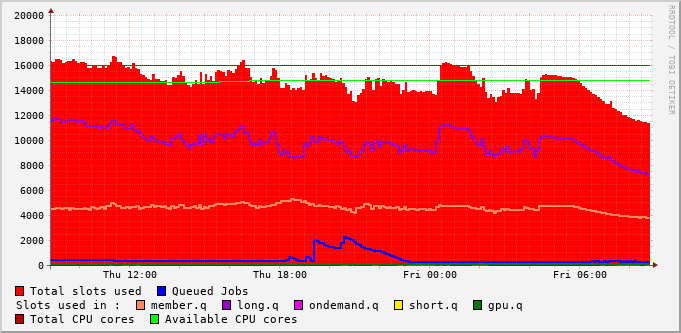 20000
18000
16000
14000
12000
10000
8000
6000
4000
2000
0
Thu 12:00 Thu 18:00 Fri 00:00 Fri 06:00
RRDTOOL / TOBI OETIKER
Total slots used Queued Jobs
Slots used in : member.q long.q ondemand.q short.q gpu.q
Total CPU cores Available CPU cores